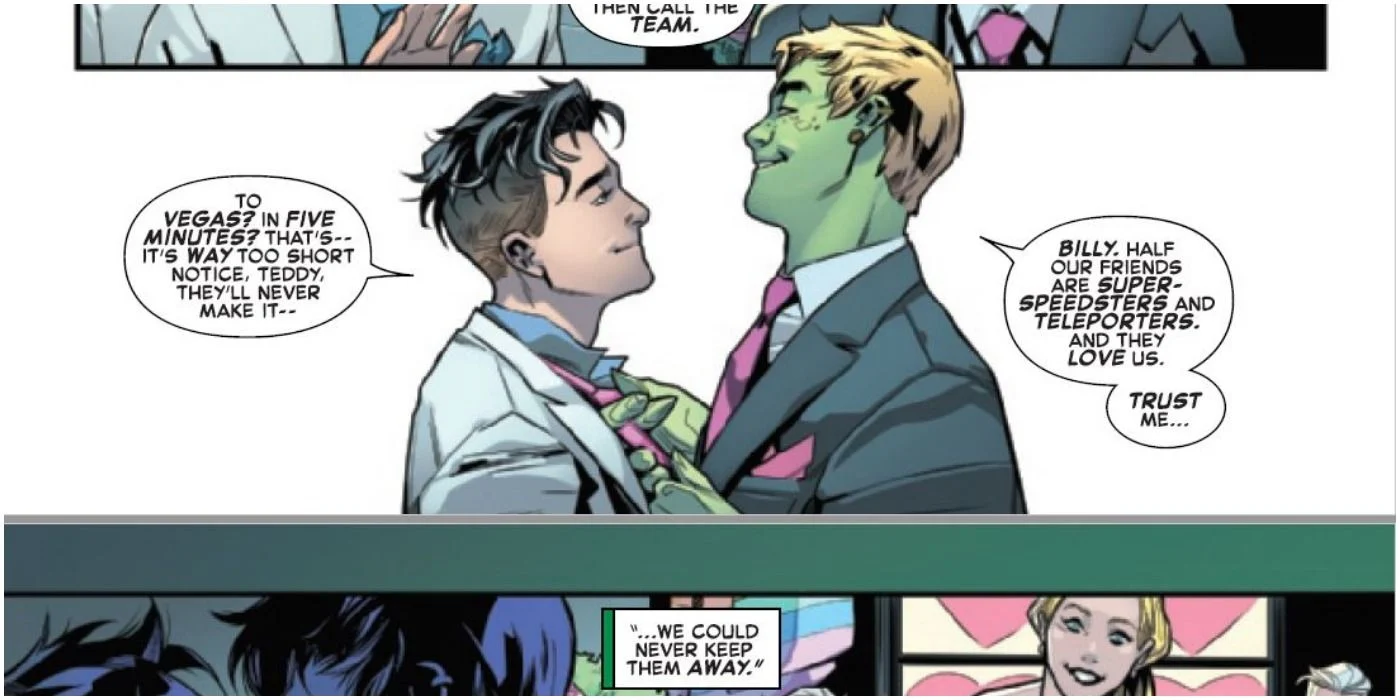 THEN CALL THE
TEAM.
TO
VEGAS? IN FIVE
MINUTES? THAT'S--
IT'S WAY TOO SHORT
NOTICE, TEDDY,
THEY'LL NEVER
MAKE IT--
BILLY. HALF
OUR FRIENDS
ARE SUPER-
SPEEDSTERS AND
TELEPORTERS.
AND THEY
LOVE US.
TRUST
ME...
"...WE COULD
NEVER KEEP
THEM AWAY."